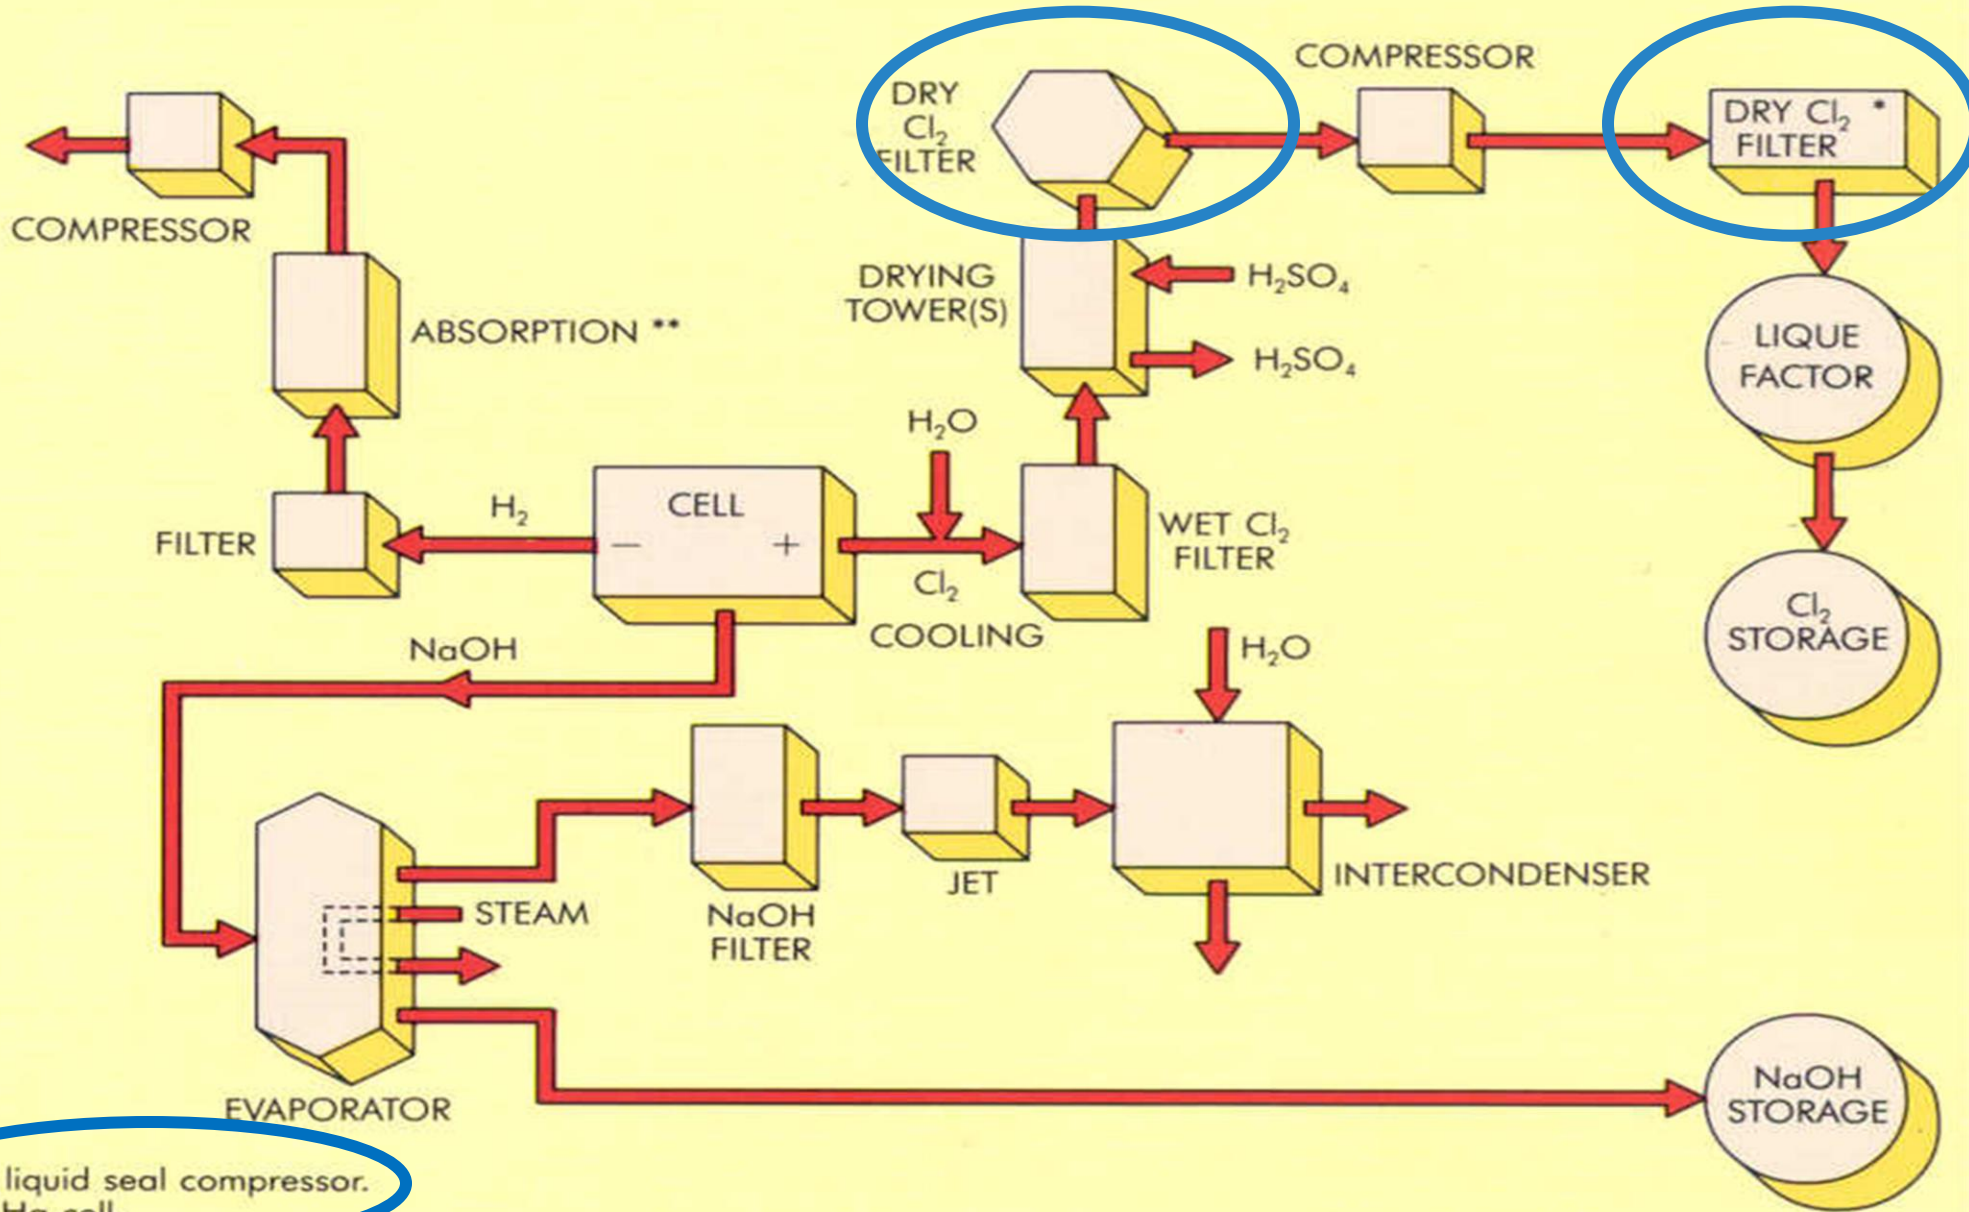 COMPRESSOR
DRY
Cl₂
FILTER
DRY Cl₂ *
FILTER
COMPRESSOR
DRYING
TOWER(S)
H₂SO₄
H₂SO₄
ABSORPTION **
LIQUE
FACTOR
H₂O
H₂
CELL
− +
FILTER
WET Cl₂
FILTER
Cl₂
COOLING
Cl₂
STORAGE
NaOH
H₂O
STEAM
NaOH
FILTER
JET
INTERCONDENSER
EVAPORATOR
NaOH
STORAGE
liquid seal compressor.
Hg cell